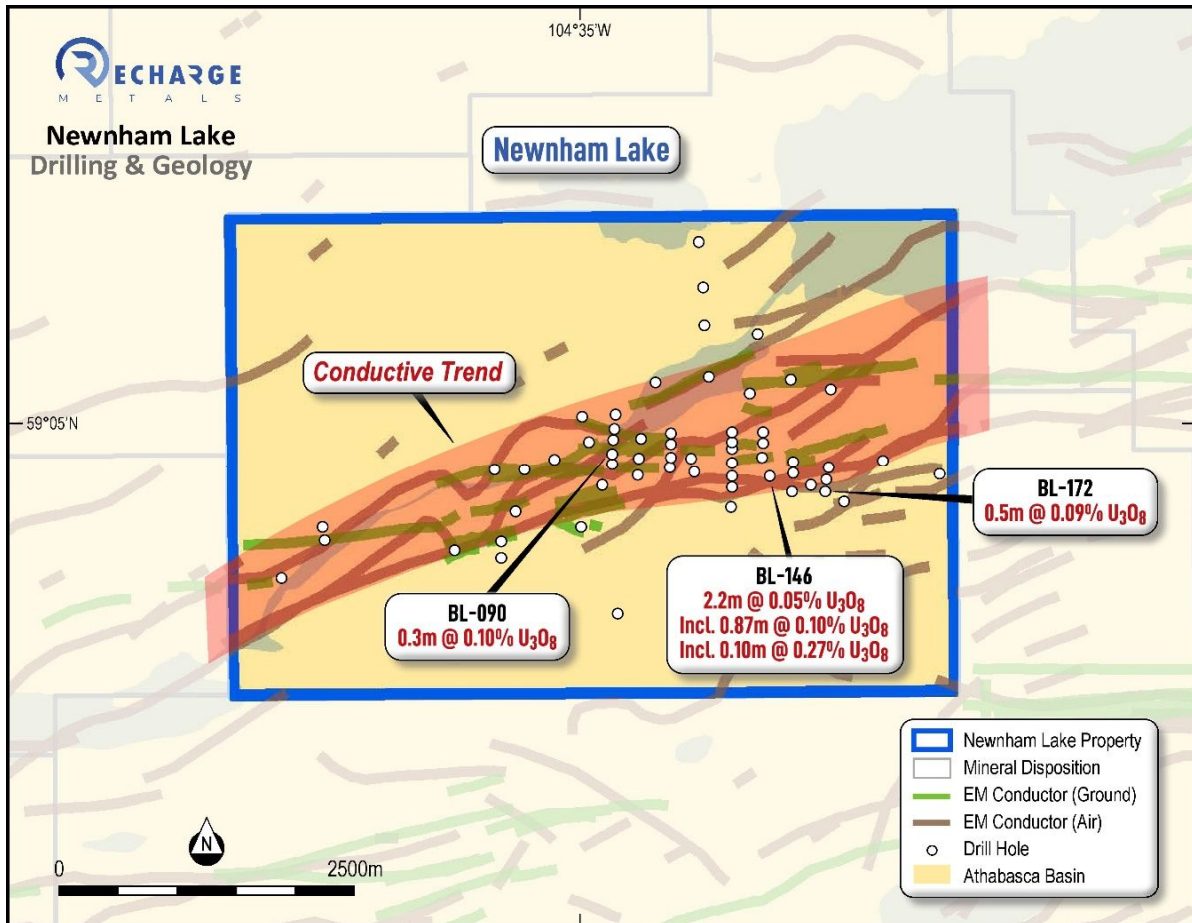 104°35'W
RECHARGE
METALS
Newnham Lake
Drilling & Geology
Newnham Lake
Conductive Trend
59°05'N
BL-172
0.5m @ 0.09% U₃O₈
BL-146
2.2m @ 0.05% U₃O₈
Incl. 0.87m @ 0.10% U₃O₈
Incl. 0.10m @ 0.27% U₃O₈
BL-090
0.3m @ 0.10% U₃O₈
Newnham Lake Property
Mineral Disposition
EM Conductor (Ground)
EM Conductor (Air)
Drill Hole
Athabasca Basin
N
0 2500m